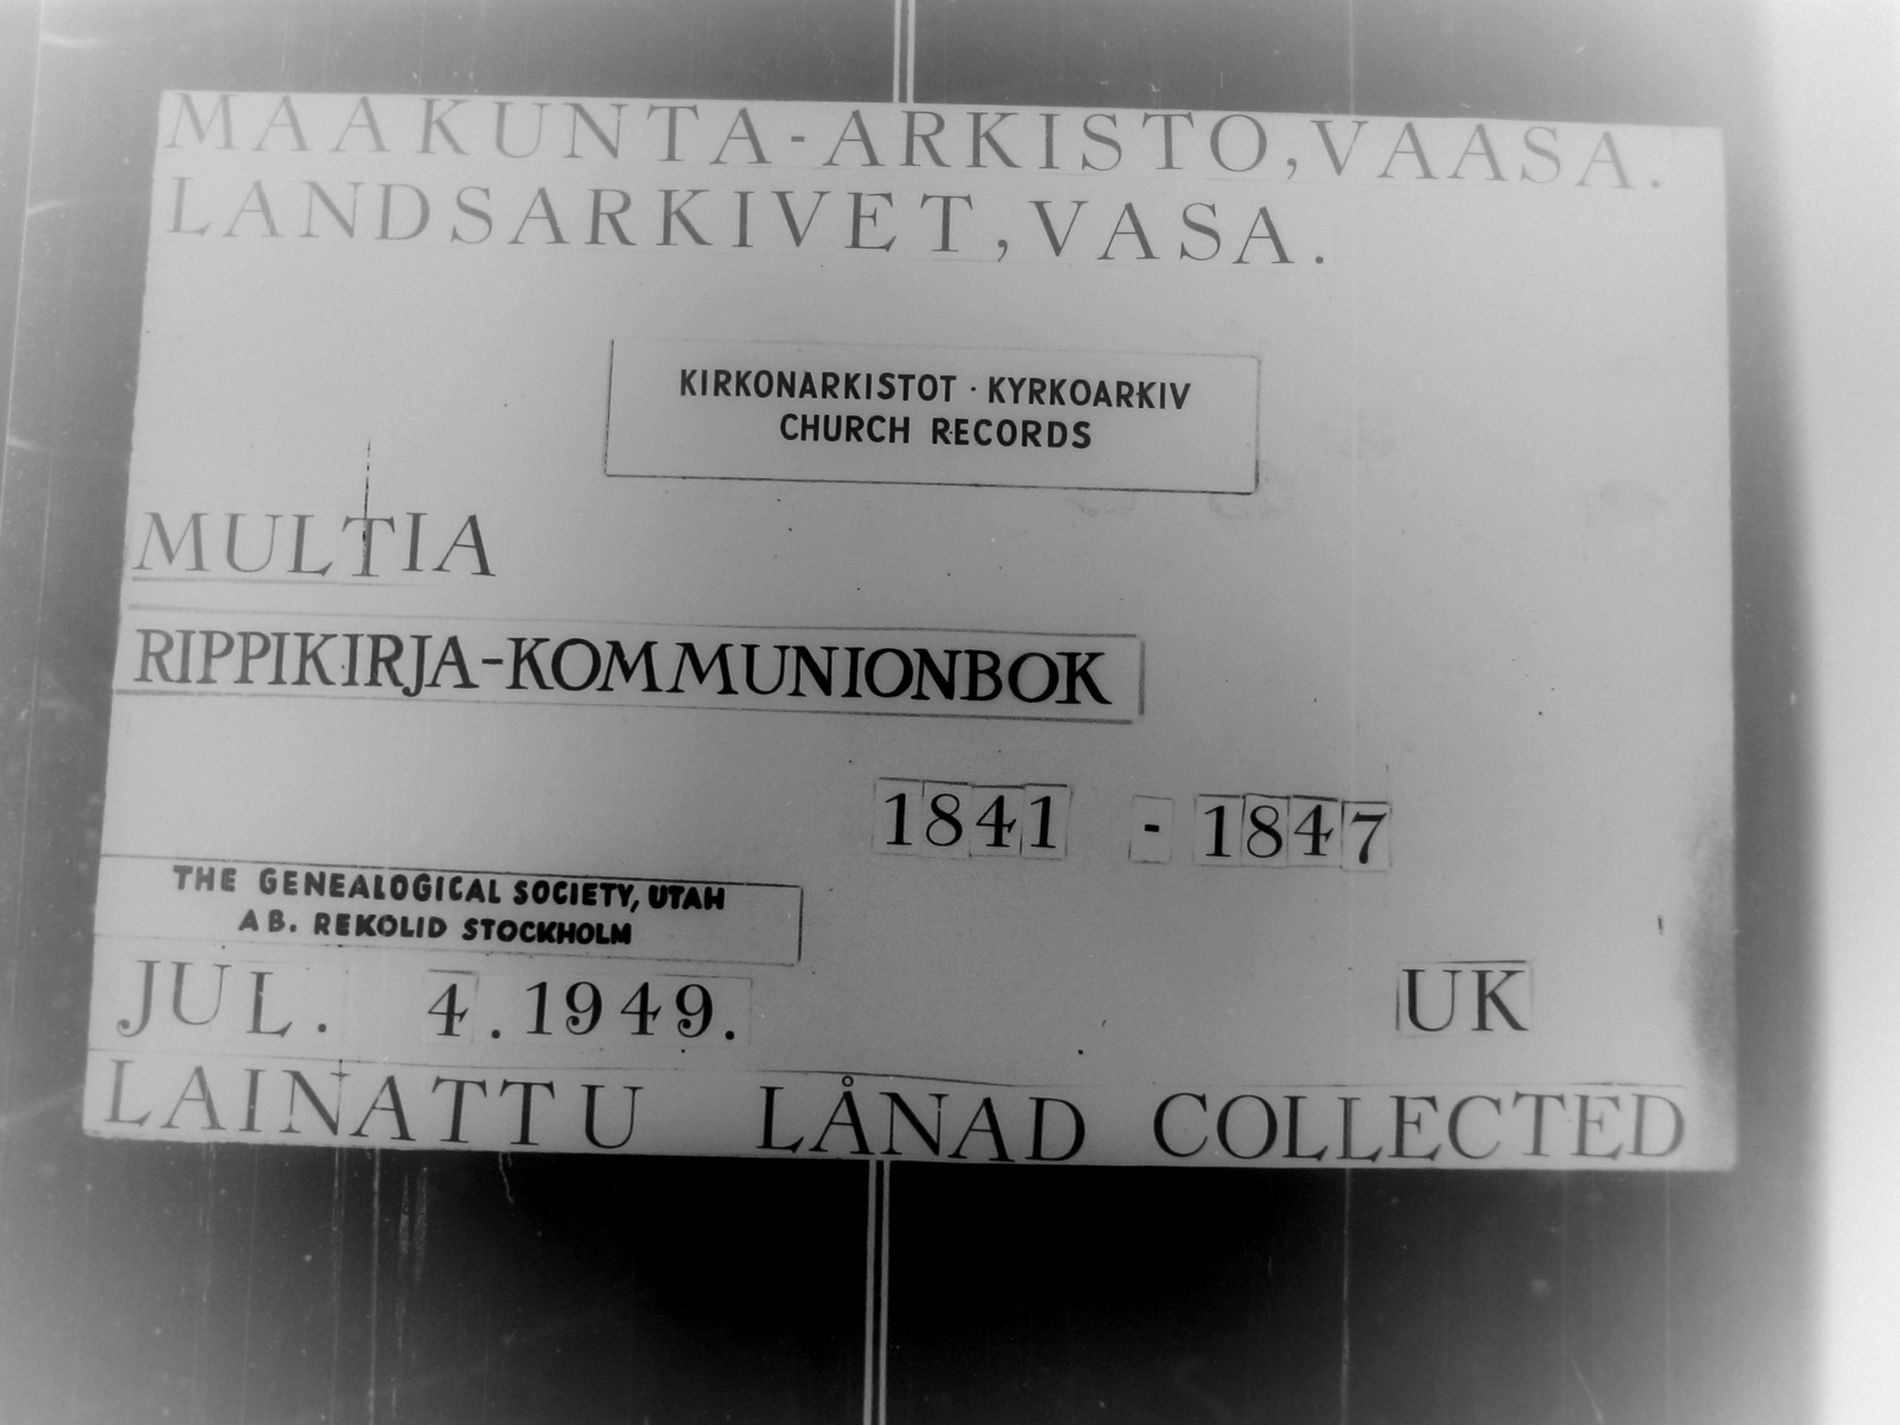 MAAKUNTA-ARKISTO, VAASA.
LANDSARKIVET, VASA.
KIRKONARKISTOT · KYRKOARKIV
CHURCH RECORDS
MULTIA
RIPPIKIRJA-KOMMUNIONBOK
1841 - 1847
THE GENEALOGICAL SOCIETY, UTAH
AB. REKOLID STOCKHOLM
JUL. 4.1949. UK
LAINATTU LÅNAD COLLECTED